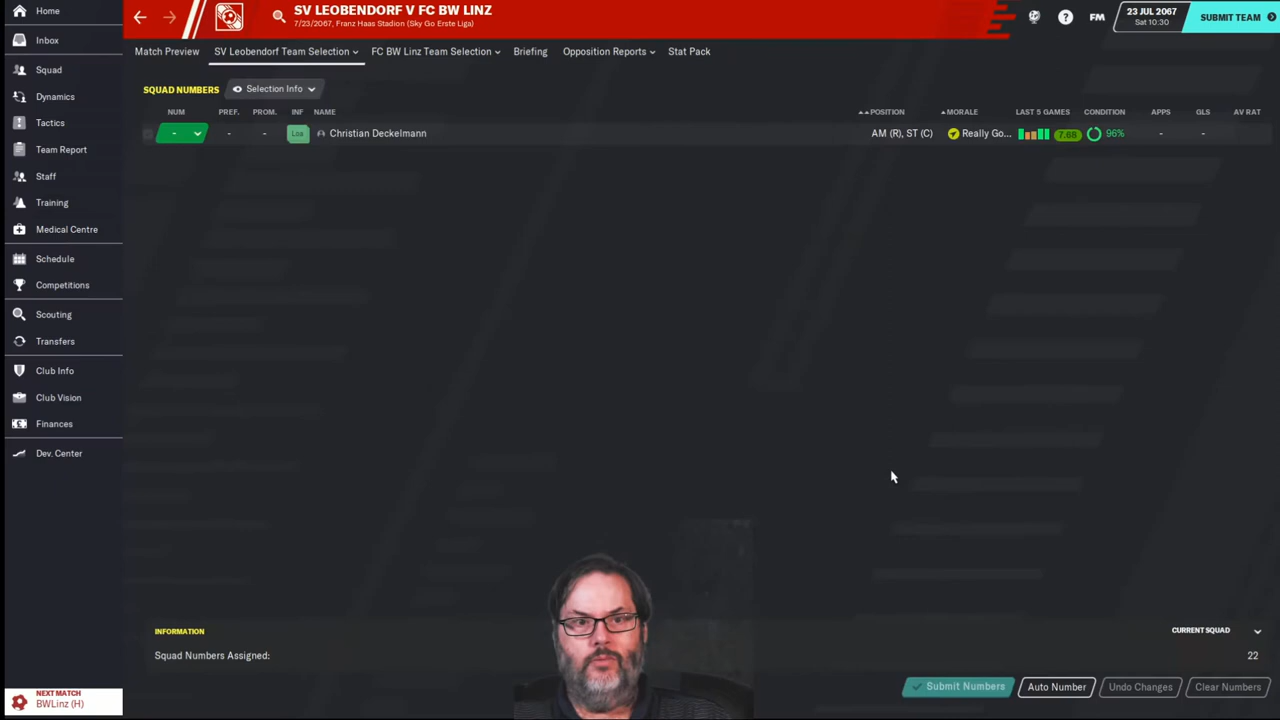 Home
SV LEOBENDORF V FC BW LINZ
7/23/2067, Franz Haas Stadion (Sky Go Erste Liga)
FM
23 JUL 2067
Sat 10:30
SUBMIT TEAM
Inbox
Squad
Dynamics
Tactics
Team Report
Staff
Training
Medical Centre
Schedule
Competitions
Scouting
Transfers
Club Info
Club Vision
Finances
Dev. Center
NEXT MATCH
BWLinz (H)
Match Preview SV Leobendorf Team Selection FC BW Linz Team Selection Briefing Opposition Reports Stat Pack
SQUAD NUMBERS Selection Info
NUM PREF. PROM. INF NAME POSITION MORALE LAST 5 GAMES CONDITION APPS GLS AV RAT
- - - Loa Christian Deckelmann AM (R), ST (C) Really Go... 7.68 96% - -
INFORMATION CURRENT SQUAD
Squad Numbers Assigned: 22
Submit Numbers Auto Number Undo Changes Clear Numbers